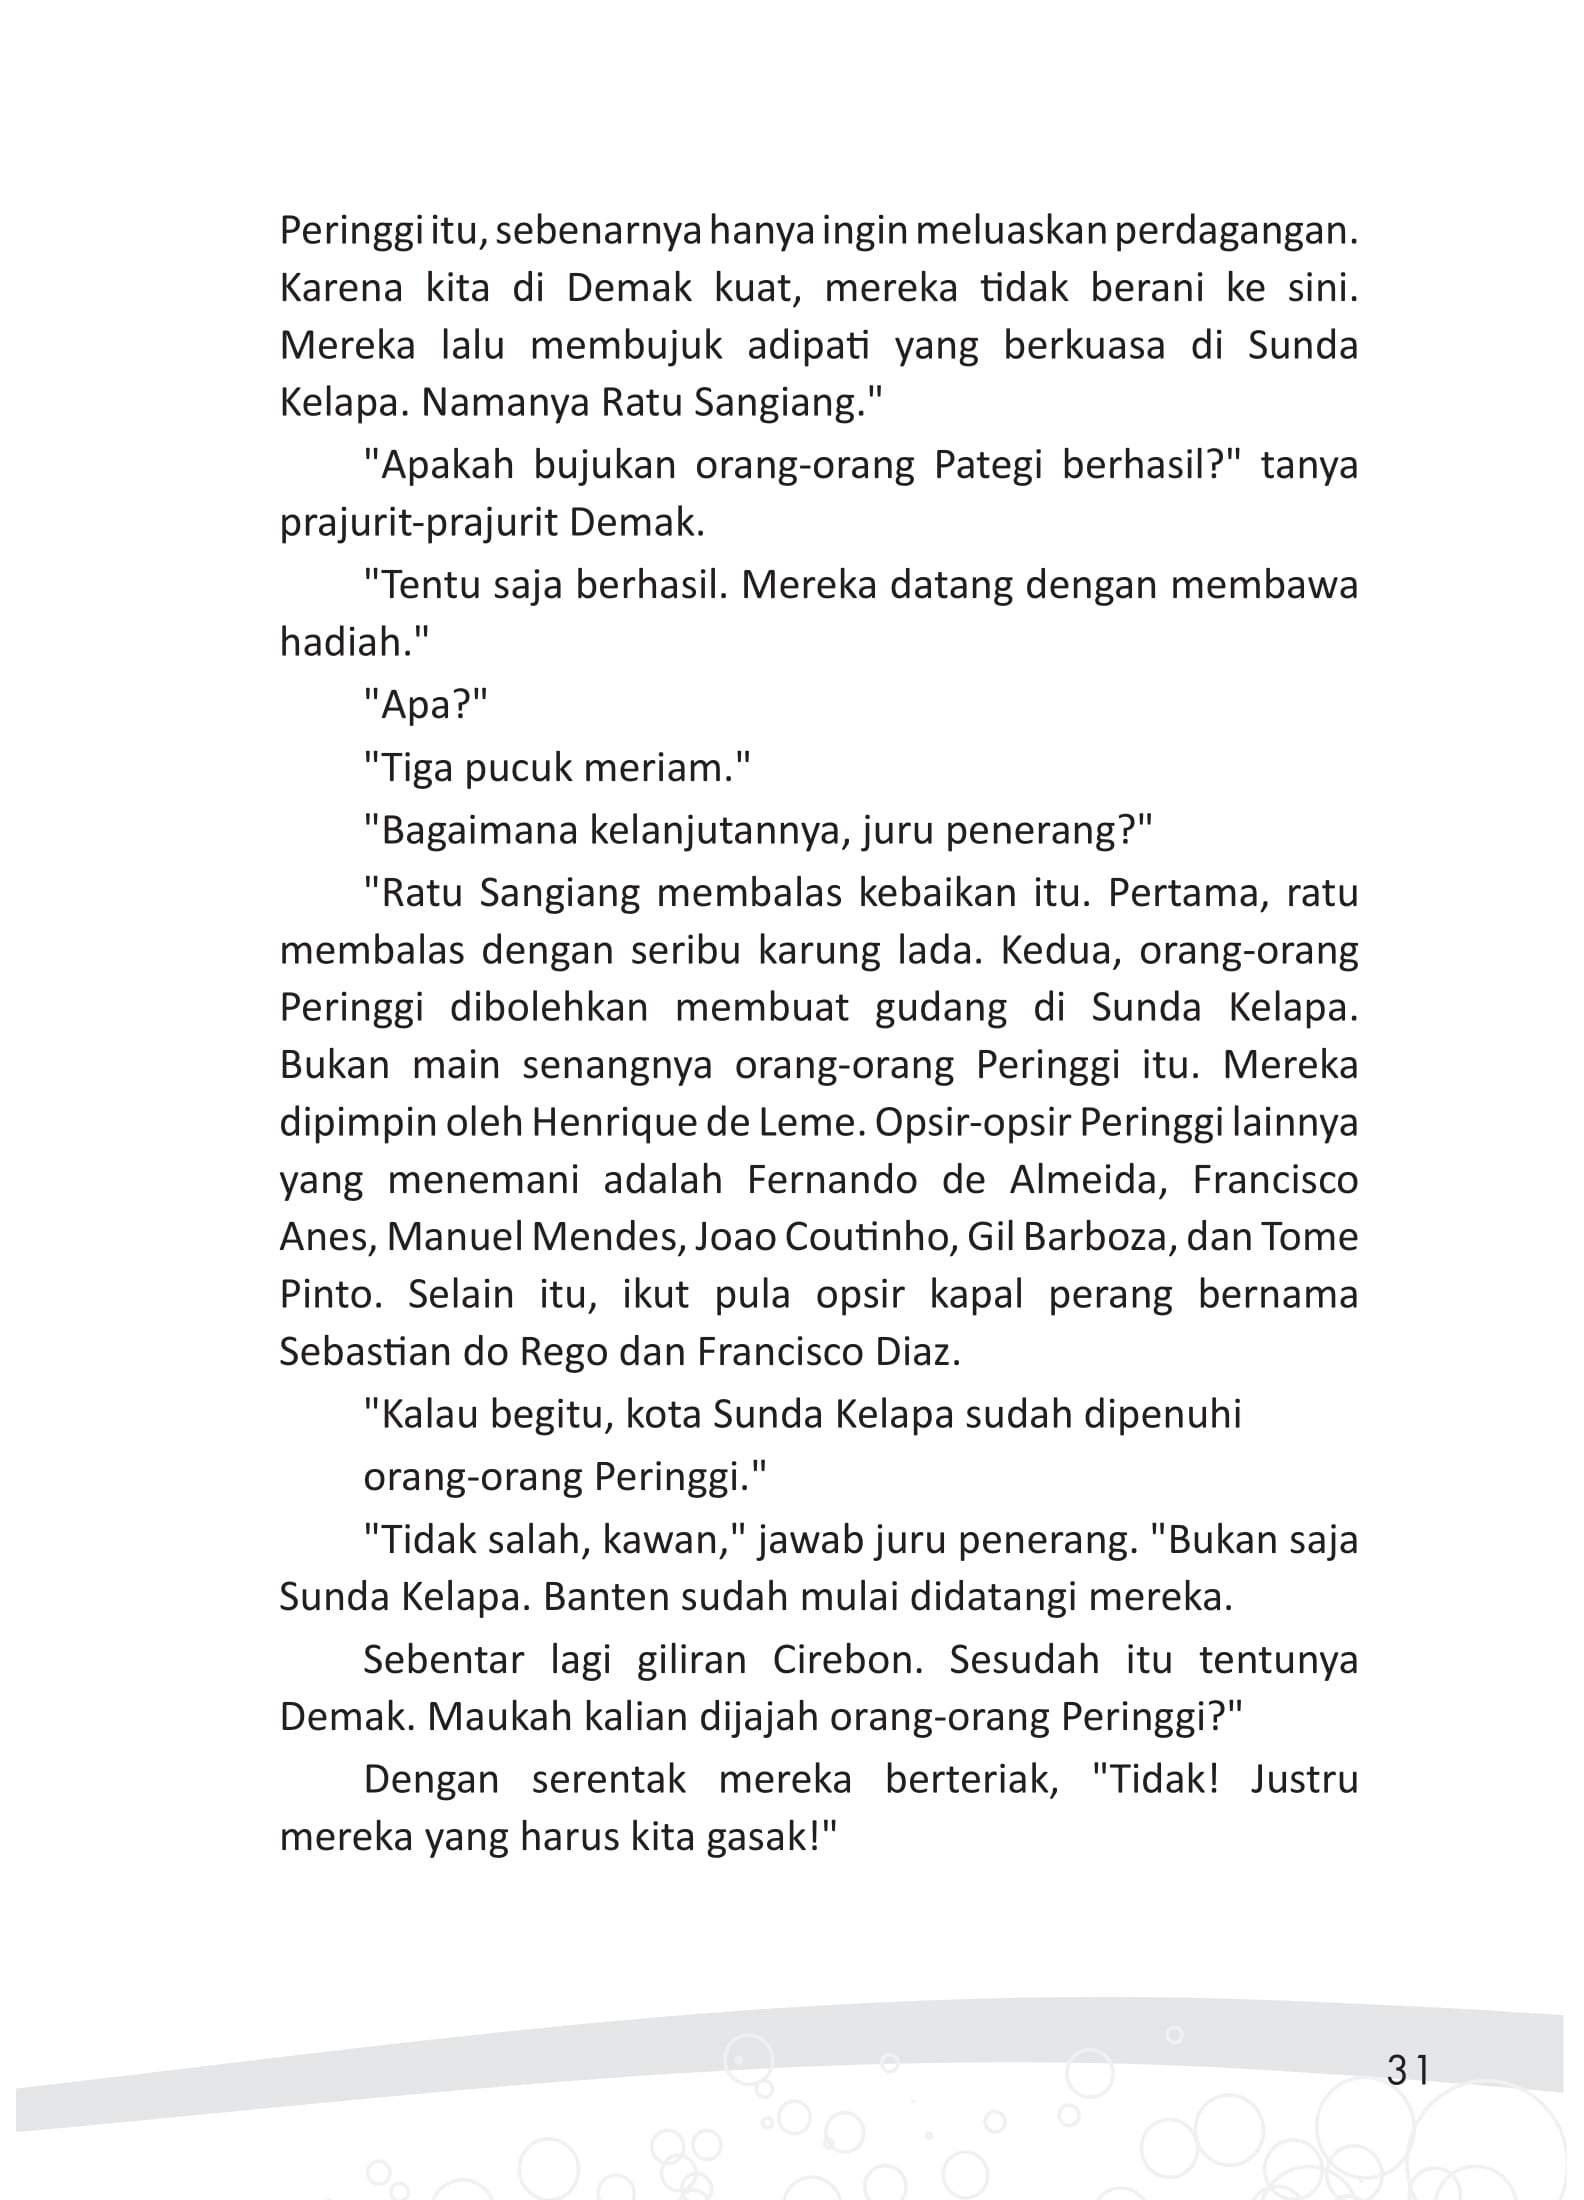 Peringgi itu, sebenarnya hanya ingin meluaskan perdagangan.
Karena kita di Demak kuat, mereka tidak berani ke sini.
Mereka lalu membujuk adipati yang berkuasa di Sunda
Kelapa. Namanya Ratu Sangiang."
"Apakah bujukan orang-orang Pategi berhasil?" tanya
prajurit-prajurit Demak.
"Tentu saja berhasil. Mereka datang dengan membawa
hadiah."
"Apa?"
"Tiga pucuk meriam."
"Bagaimana kelanjutannya, juru penerang?"
"Ratu Sangiang membalas kebaikan itu. Pertama, ratu
membalas dengan seribu karung lada. Kedua, orang-orang
Peringgi dibolehkan membuat gudang di Sunda Kelapa.
Bukan main senangnya orang-orang Peringgi itu. Mereka
dipimpin oleh Henrique de Leme. Opsir-opsir Peringgi lainnya
yang menemani adalah Fernando de Almeida, Francisco
Anes, Manuel Mendes, Joao Coutinho, Gil Barboza, dan Tome
Pinto. Selain itu, ikut pula opsir kapal perang bernama
Sebastian do Rego dan Francisco Diaz.
"Kalau begitu, kota Sunda Kelapa sudah dipenuhi
orang-orang Peringgi."
"Tidak salah, kawan," jawab juru penerang. "Bukan saja
Sunda Kelapa. Banten sudah mulai didatangi mereka.
Sebentar lagi giliran Cirebon. Sesudah itu tentunya
Demak. Maukah kalian dijajah orang-orang Peringgi?"
Dengan serentak mereka berteriak, "Tidak! Justru
mereka yang harus kita gasak!"
31